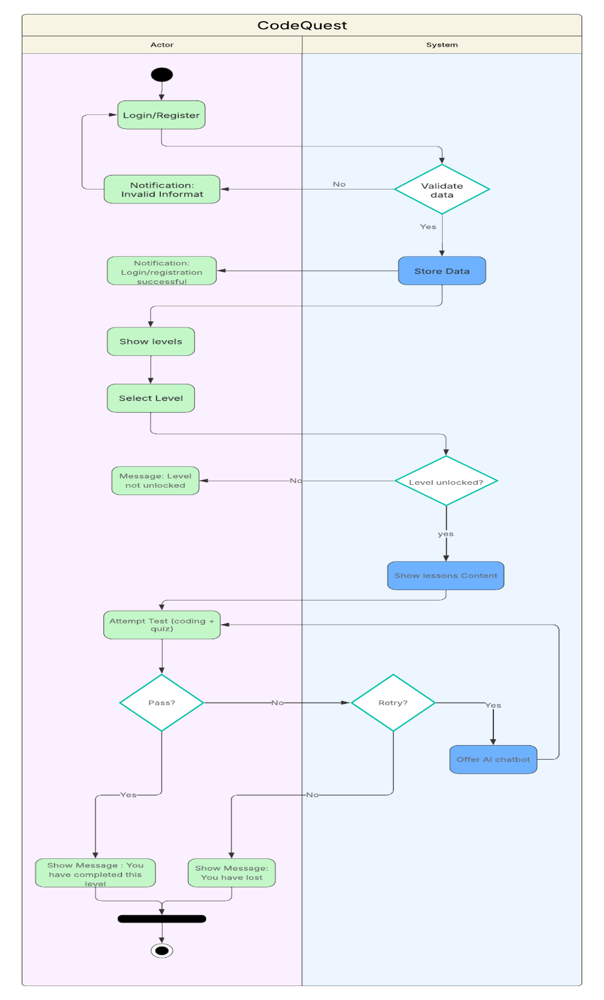 CodeQuest
Actor
System
Login/Register
Notification:
Invalid Informat
No
Validate
data
Yes
Notification:
Login/registration
successful
Store Data
Show levels
Select Level
Message: Level
not unlocked
No
Level unlocked?
yes
Show lessons Content
Attempt Test (coding +
quiz)
Pass?
No
Retry?
Yes
Offer AI chatbot
Yes
No
Show Message : You
have completed this
level
Show Message:
You have lost